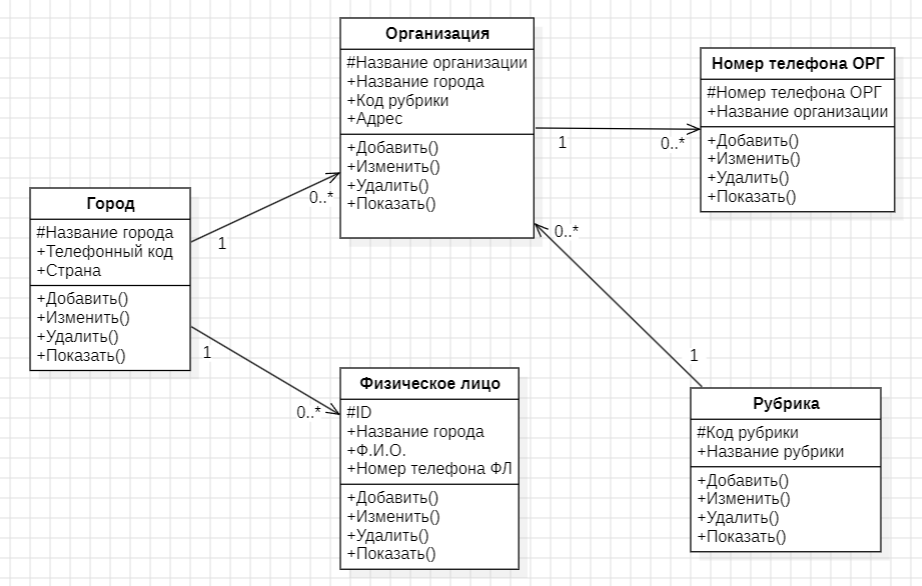 Организация
#Название организации
+Название города
+Код рубрики
+Адрес
+Добавить()
+Изменить()
+Удалить()
+Показать()
Номер телефона ОРГ
#Номер телефона ОРГ
+Название организации
+Добавить()
+Изменить()
+Удалить()
+Показать()
1
0..*
Город
#Название города
+Телефонный код
+Страна
+Добавить()
+Изменить()
+Удалить()
+Показать()
1
0..*
1
0..*
Физическое лицо
#ID
+Название города
+Ф.И.О.
+Номер телефона ФЛ
+Добавить()
+Изменить()
+Удалить()
+Показать()
0..*
1
Рубрика
#Код рубрики
+Название рубрики
+Добавить()
+Изменить()
+Удалить()
+Показать()